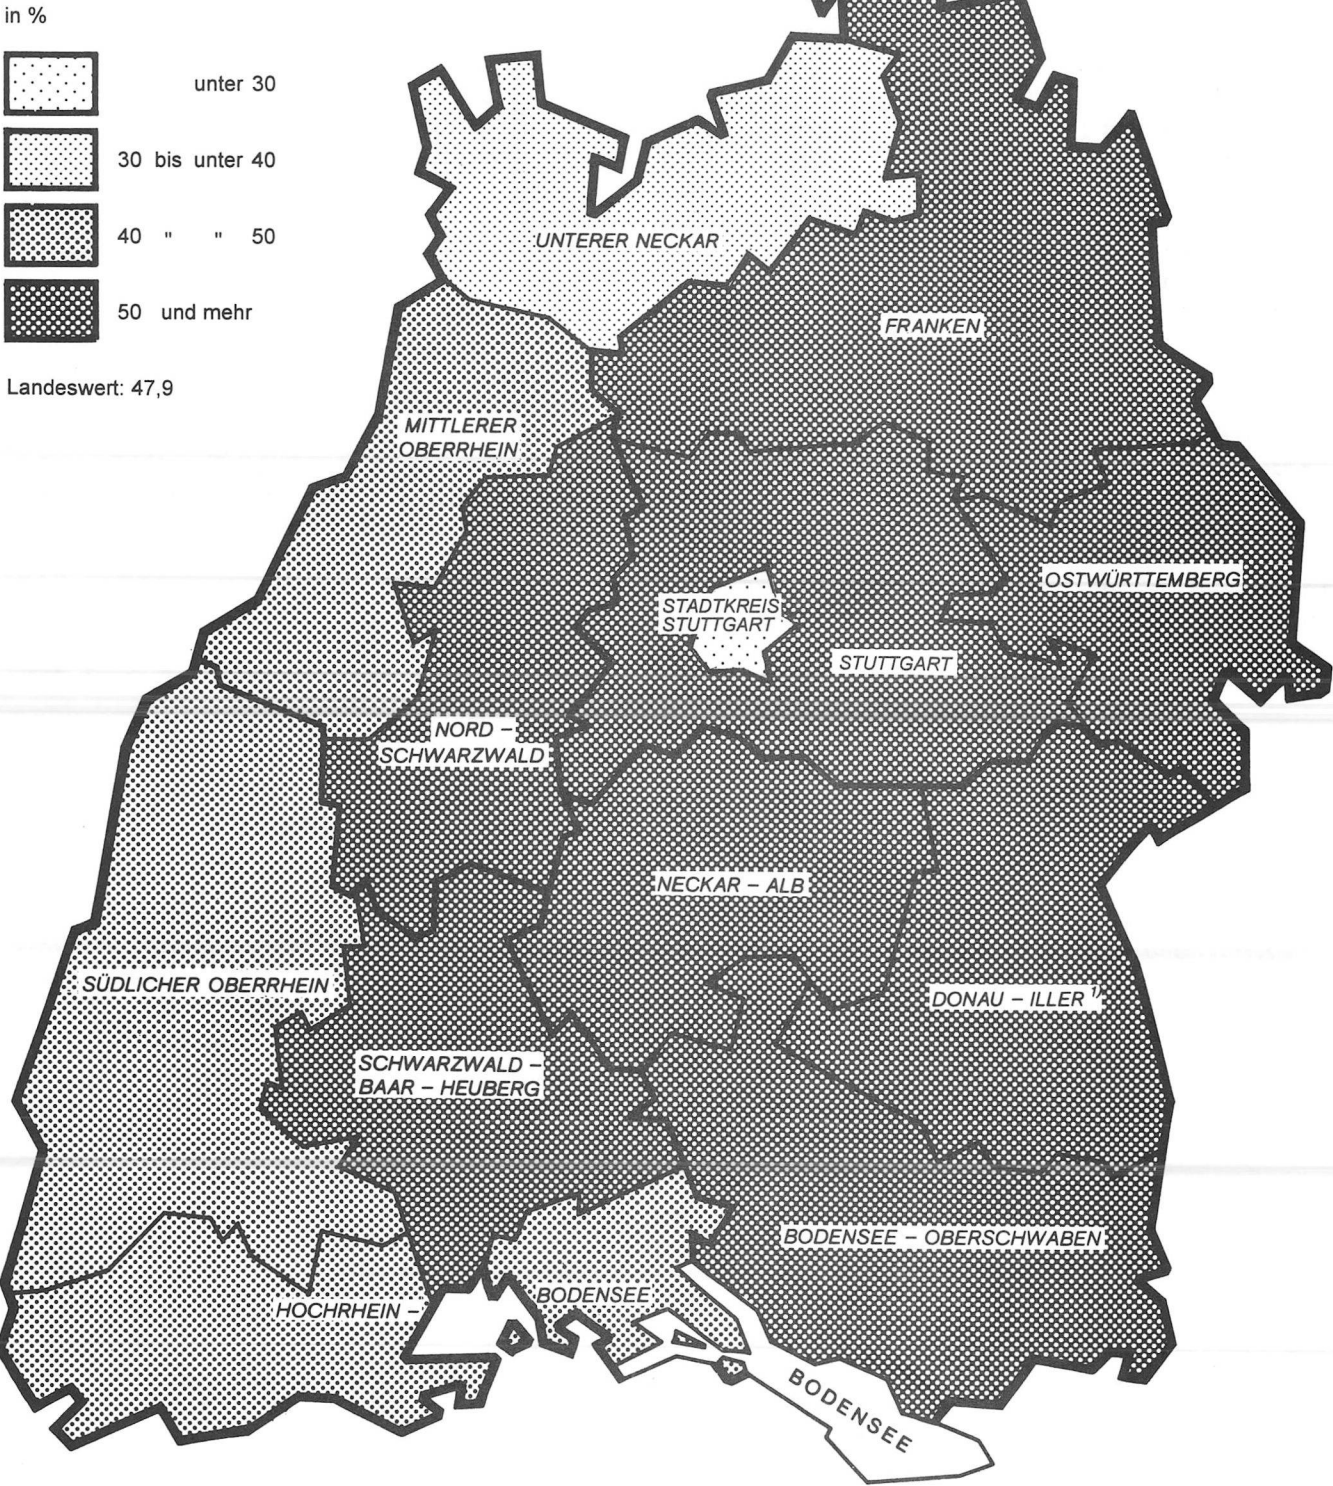 in %
unter 30
30 bis unter 40
40 " " 50
50 und mehr
Landeswert: 47,9
UNTERER NECKAR
FRANKEN
MITTLERER
OBERRHEIN
OSTWÜRTTEMBERG
STADTKREIS
STUTTGART
STUTTGART
NORD –
SCHWARZWALD
NECKAR – ALB
SÜDLICHER OBERRHEIN
DONAU – ILLER 1)
SCHWARZWALD –
BAAR – HEUBERG
BODENSEE – OBERSCHWABEN
HOCHRHEIN –
BODENSEE
BODENSEE